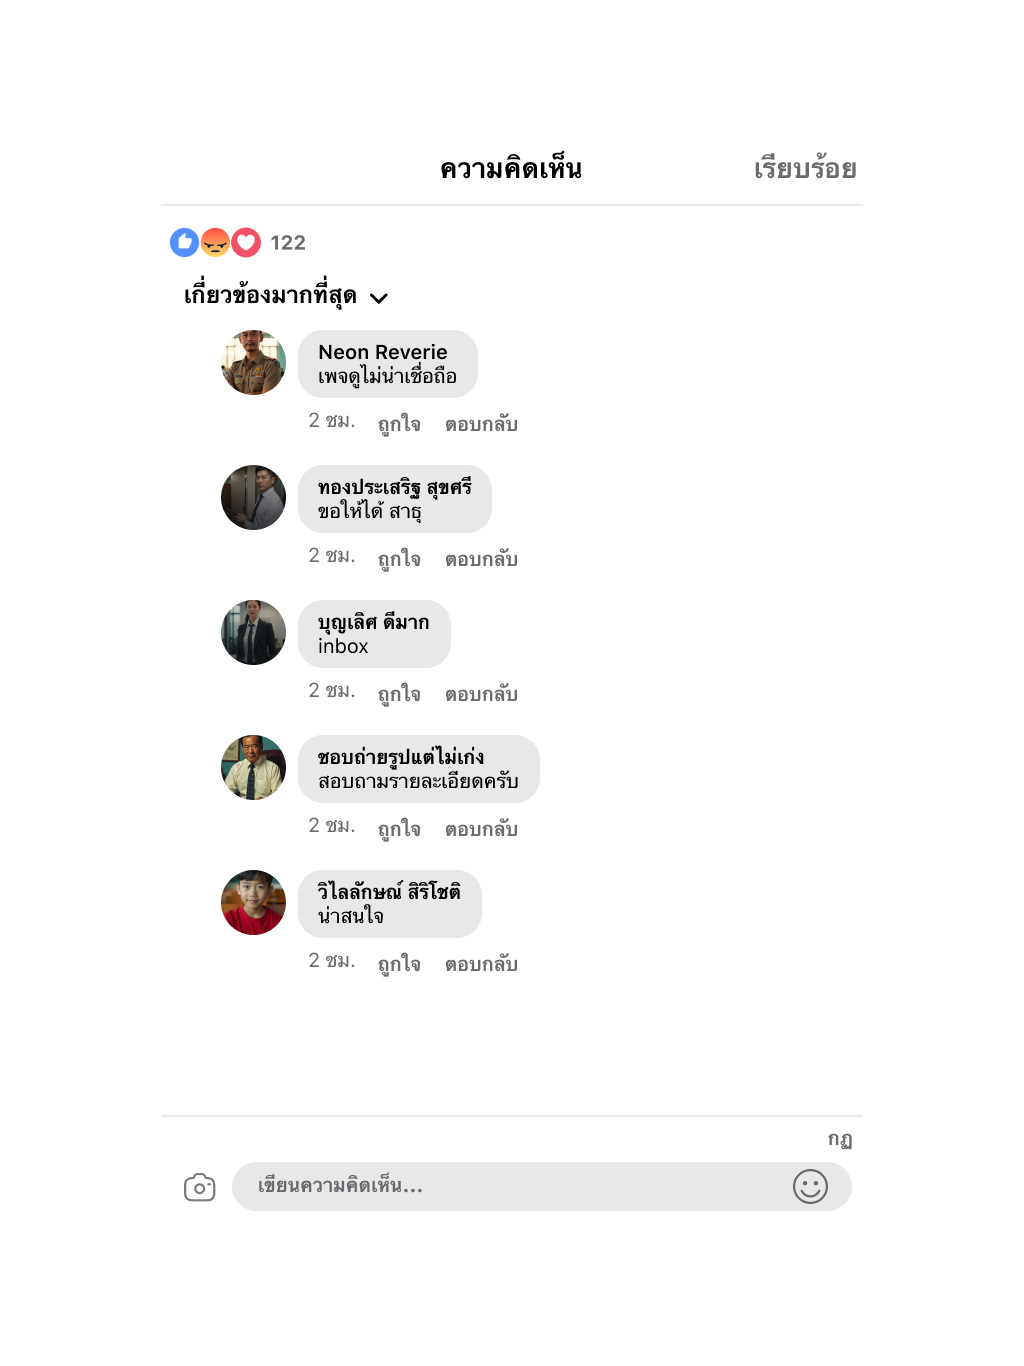 ความคิดเห็น
เรียบร้อย
122
เกี่ยวข้องมากที่สุด
Neon Reverie
เพจดูไม่น่าเชื่อถือ
2 ชม. ถูกใจ ตอบกลับ
ทองประเสริฐ สุขศรี
ขอให้ได้ สาธุ
2 ชม. ถูกใจ ตอบกลับ
บุญเลิศ ดีมาก
inbox
2 ชม. ถูกใจ ตอบกลับ
ชอบถ่ายรูปแต่ไม่เก่ง
สอบถามรายละเอียดครับ
2 ชม. ถูกใจ ตอบกลับ
วิไลลักษณ์ สิริโชติ
น่าสนใจ
2 ชม. ถูกใจ ตอบกลับ
กฏ
เขียนความคิดเห็น...